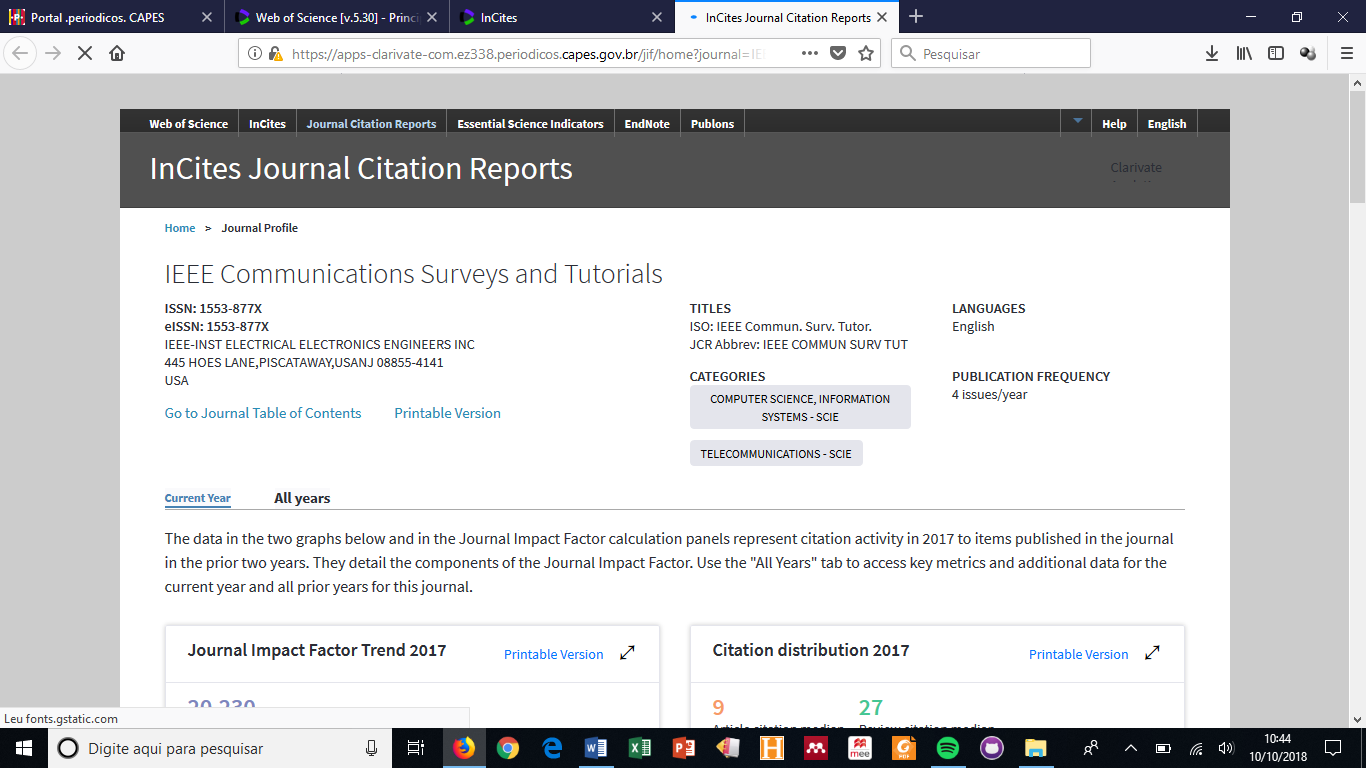 Portal .periodicos. CAPES
Web of Science [v.5.30] - Princi
InCites
InCites Journal Citation Reports
https://apps-clarivate-com.ez338.periodicos.capes.gov.br/jif/home?journal=IE
Pesquisar
Web of Science InCites Journal Citation Reports Essential Science Indicators EndNote Publons Help English
InCites Journal Citation Reports
Clarivate
Home > Journal Profile
IEEE Communications Surveys and Tutorials
ISSN: 1553-877X
eISSN: 1553-877X
IEEE-INST ELECTRICAL ELECTRONICS ENGINEERS INC
445 HOES LANE,PISCATAWAY,USANJ 08855-4141
USA
Go to Journal Table of Contents Printable Version
TITLES
ISO: IEEE Commun. Surv. Tutor.
JCR Abbrev: IEEE COMMUN SURV TUT
CATEGORIES
COMPUTER SCIENCE, INFORMATION
SYSTEMS - SCIE
TELECOMMUNICATIONS - SCIE
LANGUAGES
English
PUBLICATION FREQUENCY
4 issues/year
Current Year All years
The data in the two graphs below and in the Journal Impact Factor calculation panels represent citation activity in 2017 to items published in the journal
in the prior two years. They detail the components of the Journal Impact Factor. Use the "All Years" tab to access key metrics and additional data for the
current year and all prior years for this journal.
Journal Impact Factor Trend 2017 Printable Version
20.230
Citation distribution 2017 Printable Version
9 27
Article citation median Review citation median
Leu fonts.gstatic.com
Digite aqui para pesquisar
10:44
10/10/2018